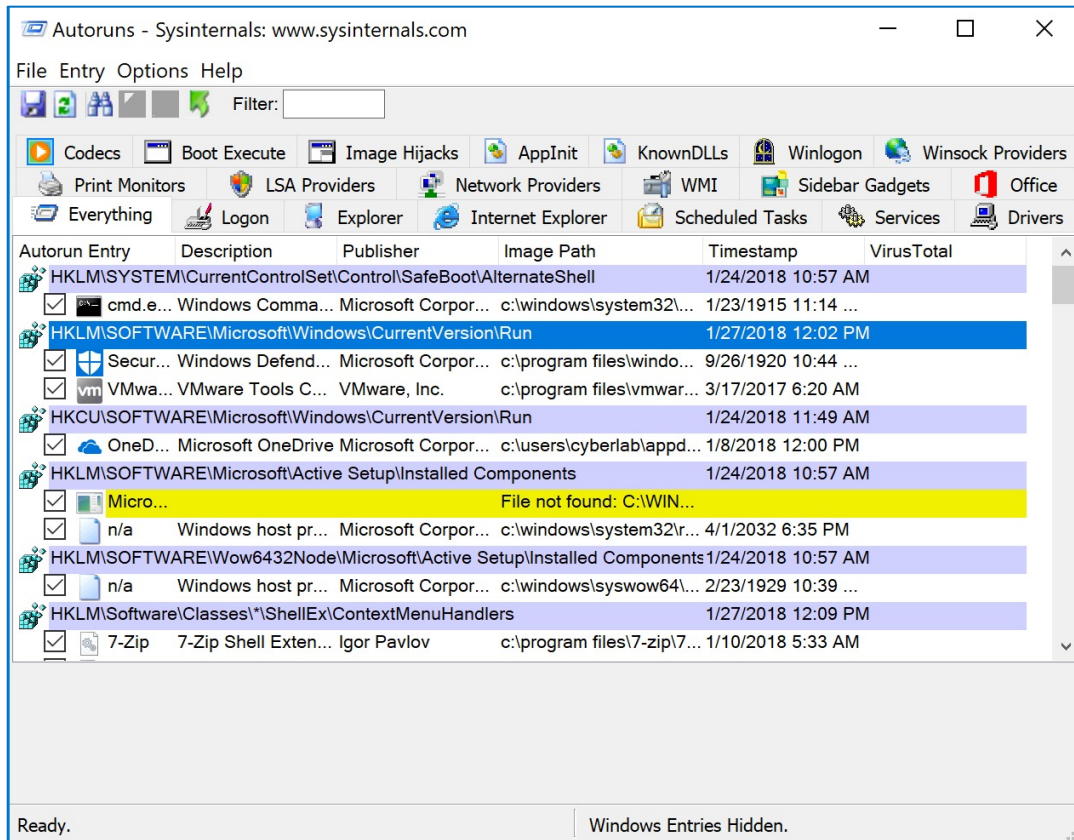 Autoruns - Sysinternals: www.sysinternals.com
File Entry Options Help
Filter:
Codecs Boot Execute Image Hijacks AppInit KnownDLLs Winlogon Winsock Providers
Print Monitors LSA Providers Network Providers WMI Sidebar Gadgets Office
Everything Logon Explorer Internet Explorer Scheduled Tasks Services Drivers
Autorun Entry Description Publisher Image Path Timestamp VirusTotal
HKLM\SYSTEM\CurrentControlSet\Control\SafeBoot\AlternateShell 1/24/2018 10:57 AM
cmd.e... Windows Comma... Microsoft Corpor... c:\windows\system32\... 1/23/1915 11:14 ...
HKLM\SOFTWARE\Microsoft\Windows\CurrentVersion\Run 1/27/2018 12:02 PM
Secur... Windows Defend... Microsoft Corpor... c:\program files\windo... 9/26/1920 10:44 ...
vm VMwa... VMware Tools C... VMware, Inc. c:\program files\vmwar... 3/17/2017 6:20 AM
HKCU\SOFTWARE\Microsoft\Windows\CurrentVersion\Run 1/24/2018 11:49 AM
OneD... Microsoft OneDrive Microsoft Corpor... c:\users\cyberlab\appd... 1/8/2018 12:00 PM
HKLM\SOFTWARE\Microsoft\Active Setup\Installed Components 1/24/2018 10:57 AM
Micro... File not found: C:\WIN...
n/a Windows host pr... Microsoft Corpor... c:\windows\system32\r... 4/1/2032 6:35 PM
HKLM\SOFTWARE\Wow6432Node\Microsoft\Active Setup\Installed Components 1/24/2018 10:57 AM
n/a Windows host pr... Microsoft Corpor... c:\windows\syswow64\... 2/23/1929 10:39 ...
HKLM\Software\Classes\*\ShellEx\ContextMenuHandlers 1/27/2018 12:09 PM
7-Zip 7-Zip Shell Exten... Igor Pavlov c:\program files\7-zip\7... 1/10/2018 5:33 AM
Ready. Windows Entries Hidden.